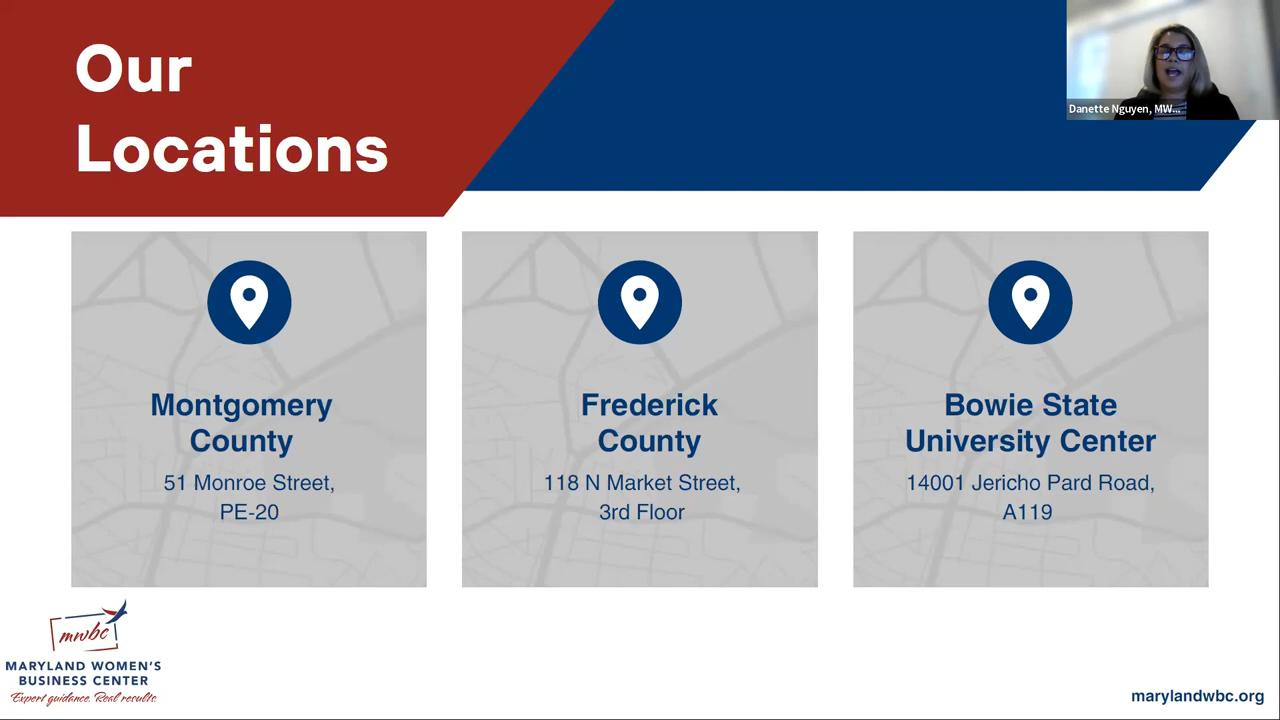 Our
Locations
Danette Nguyen, MW...
Montgomery
County
51 Monroe Street,
PE-20
Frederick
County
118 N Market Street,
3rd Floor
Bowie State
University Center
14001 Jericho Pard Road,
A119
mwbc
MARYLAND WOMEN'S
BUSINESS CENTER
Expert guidance. Real results.
marylandwbc.org